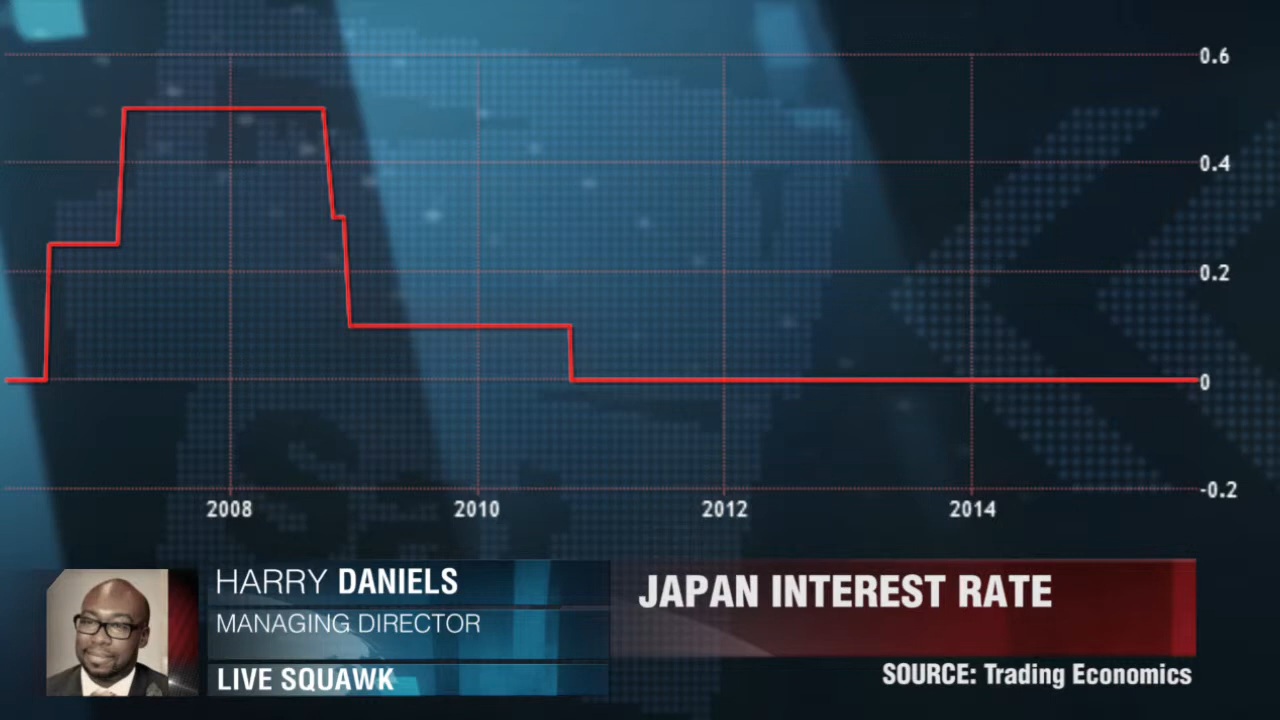 0.6
0.4
0.2
0
-0.2
2008 2010 2012 2014
HARRY DANIELS
MANAGING DIRECTOR
LIVE SQUAWK
JAPAN INTEREST RATE
SOURCE: Trading Economics